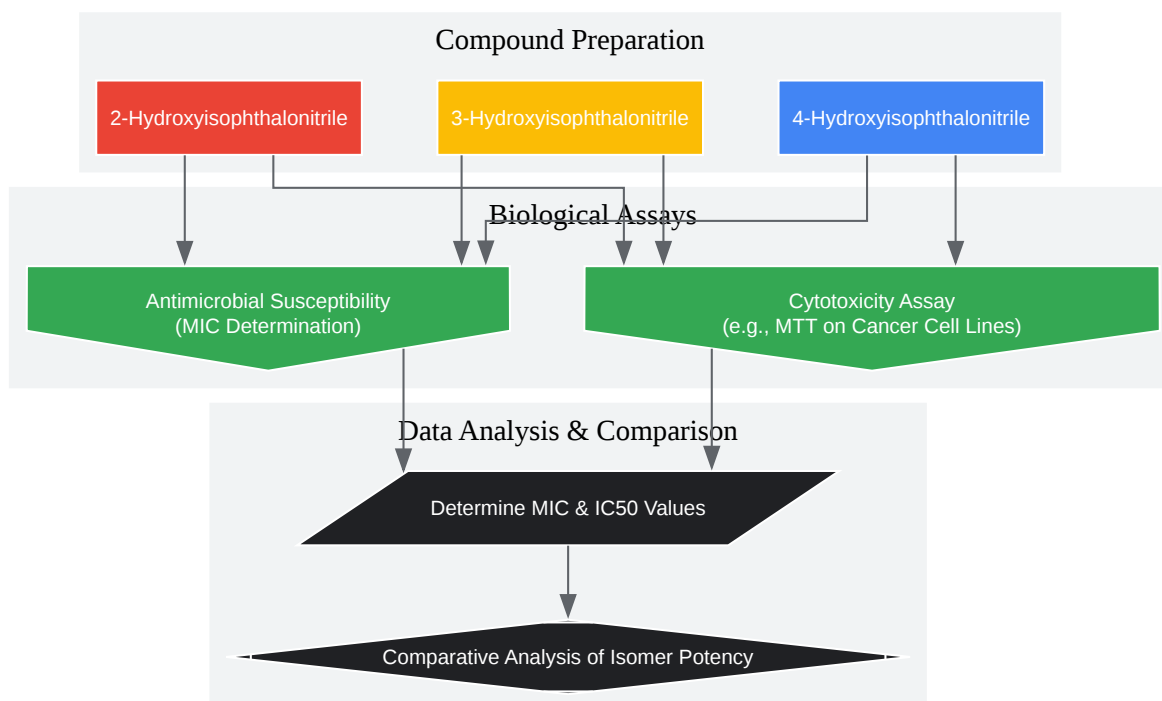 Compound Preparation
2-Hydroxyisophthalonitrile
3-Hydroxyisophthalonitrile
4-Hydroxyisophthalonitrile
Biological Assays
Antimicrobial Susceptibility
(MIC Determination)
Cytotoxicity Assay
(e.g., MTT on Cancer Cell Lines)
Data Analysis & Comparison
Determine MIC & IC50 Values
Comparative Analysis of Isomer Potency